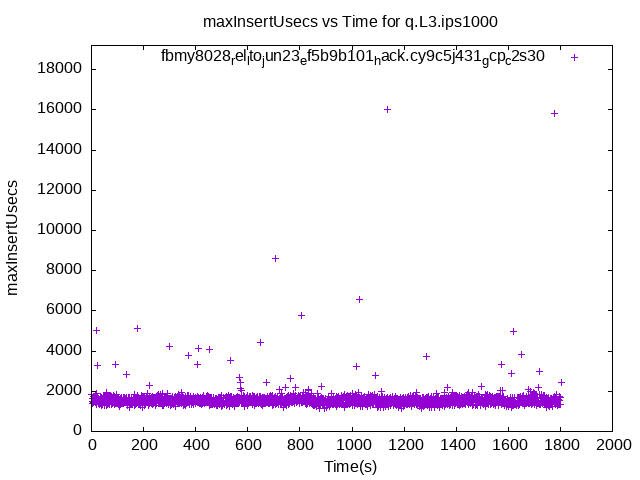 maxInsertUsecs vs Time for q.L3.ips1000
fbmy8028relltojun23ef5b9b101hack.cy9c5j431gcpc2s30
18000
16000
14000
12000
10000
8000
6000
4000
2000
0
maxInsertUsecs
0 200 400 600 800 1000 1200 1400 1600 1800 2000
Time(s)